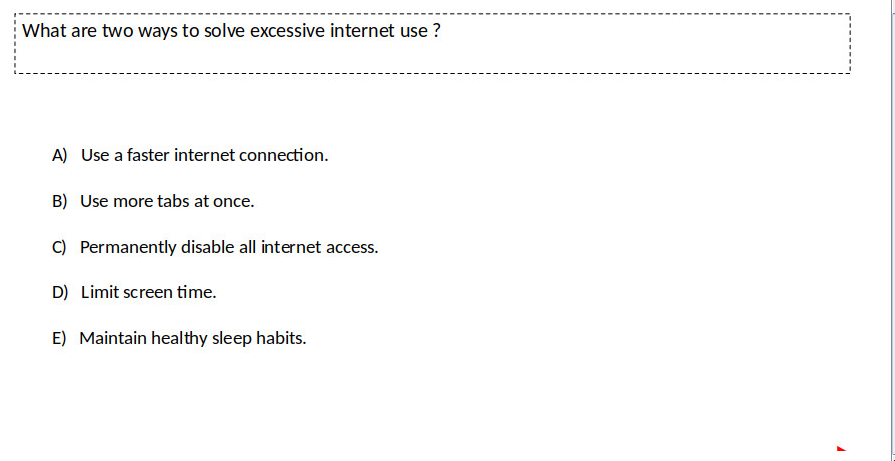 What are two ways to solve excessive internet use ?
A) Use a faster internet connection.
B) Use more tabs at once.
C) Permanently disable all internet access.
D) Limit screen time.
E) Maintain healthy sleep habits.